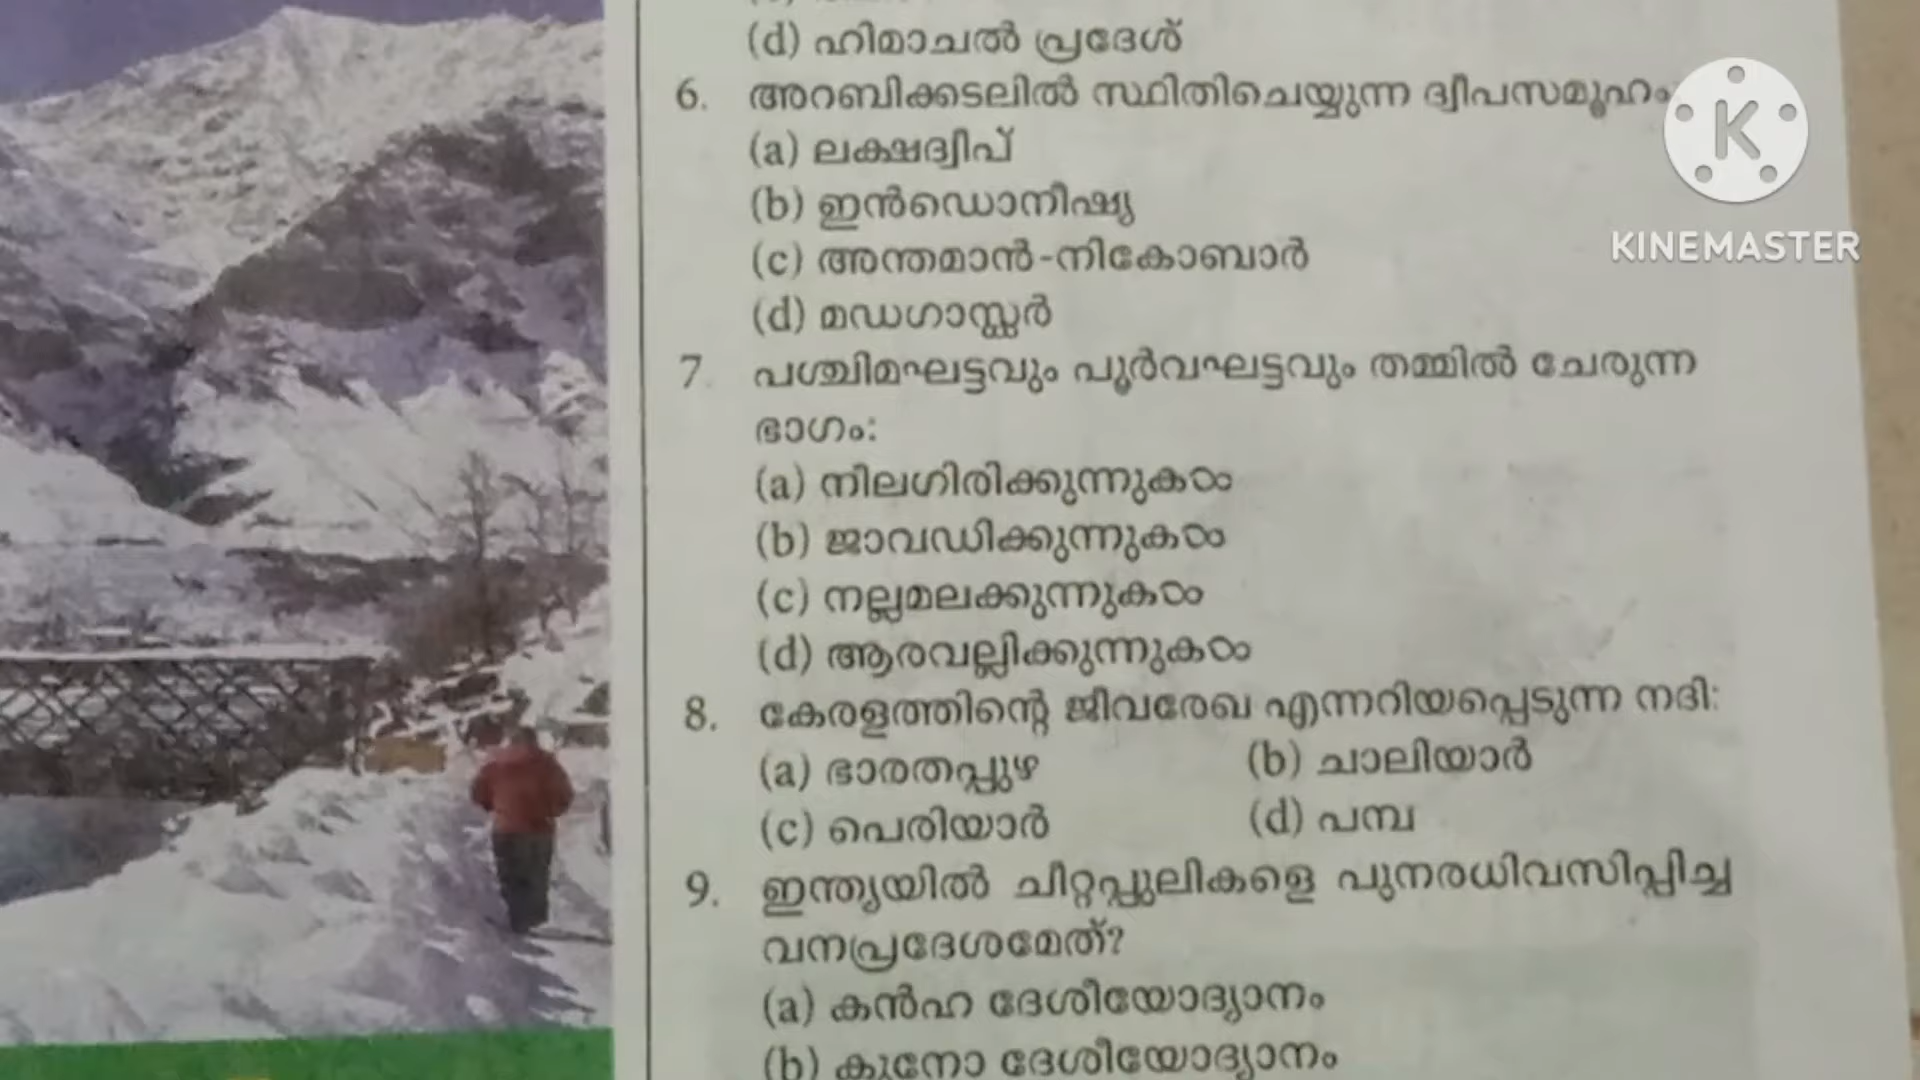 (d) ഹിമാചൽ പ്രദേശ്
6. അറബിക്കടലിൽ സ്ഥിതിചെയ്യുന്ന ദ്വീപസമൂഹം
(a) ലക്ഷദ്വീപ്
(b) ഇൻഡൊനീഷ്യ
(c) അന്തമാൻ-നികോബാർ
(d) മഡഗാസ്കർ
K
KINEMASTER
7. പശ്ചിമഘട്ടവും പൂർവഘട്ടവും തമ്മിൽ ചേരുന്ന
ഭാഗം:
(a) നിലഗിരിക്കുന്നുകൾ
(b) ജാവഡിക്കുന്നുകൾ
(c) നല്ലമലക്കുന്നുകൾ
(d) ആരവല്ലിക്കുന്നുകൾ
8. കേരളത്തിന്റെ ജീവരേഖ എന്നറിയപ്പെടുന്ന നദി:
(a) ഭാരതപ്പുഴ (b) ചാലിയാർ
(c) പെരിയാർ (d) പമ്പ
9. ഇന്ത്യയിൽ ചീറ്റപ്പുലികളെ പുനരധിവസിപ്പിച്ച
വനപ്രദേശമേത്?
(a) കൻഹ ദേശീയോദ്യാനം
(b) കുനോ ദേശീയോദ്യാനം